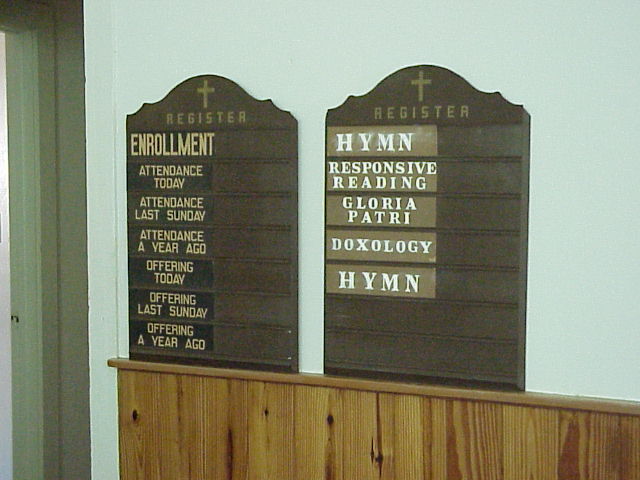 REGISTER
ENROLLMENT
ATTENDANCE
TODAY
ATTENDANCE
LAST SUNDAY
ATTENDANCE
A YEAR AGO
OFFERING
TODAY
OFFERING
LAST SUNDAY
OFFERING
A YEAR AGO
REGISTER
HYMN
RESPONSIVE
READING
GLORIA
PATRI
DOXOLOGY
HYMN